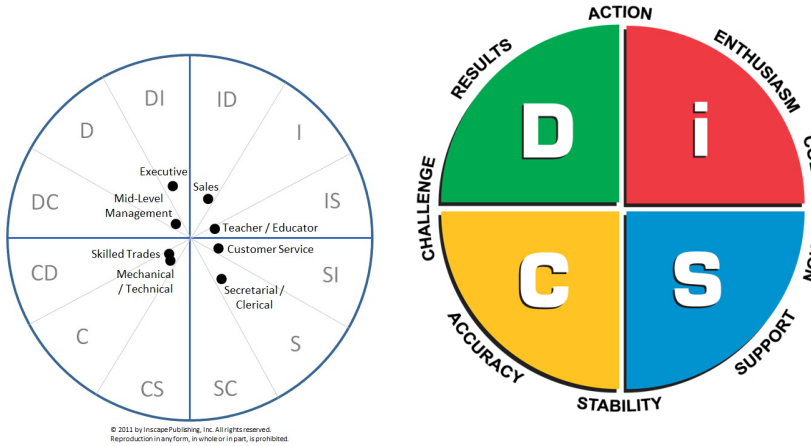 DI
ID
D
I
DC
IS
CD
SI
C
S
CS
SC
Executive
Sales
Mid-Level
Management
Teacher / Educator
Customer Service
Skilled Trades
Mechanical
/ Technical
Secretarial /
Clerical
© 2011 by Inscape Publishing, Inc. All rights reserved.
Reproduction in any form, in whole or in part, is prohibited.
ACTION
RESULTS
ENTHUSIASM
D
i
CHALLENGE
C
S
ACCURACY
SUPPORT
STABILITY